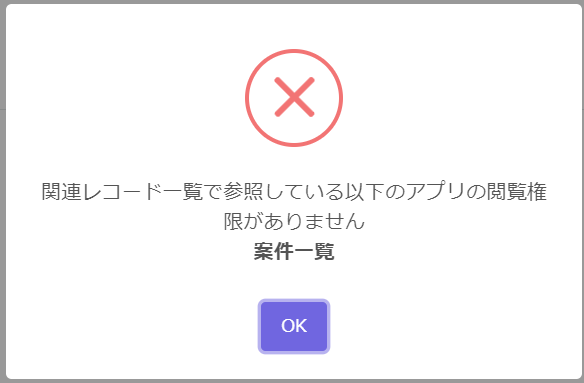 関連レコード一覧で参照している以下のアプリの閲覧権
限がありません
案件一覧
OK